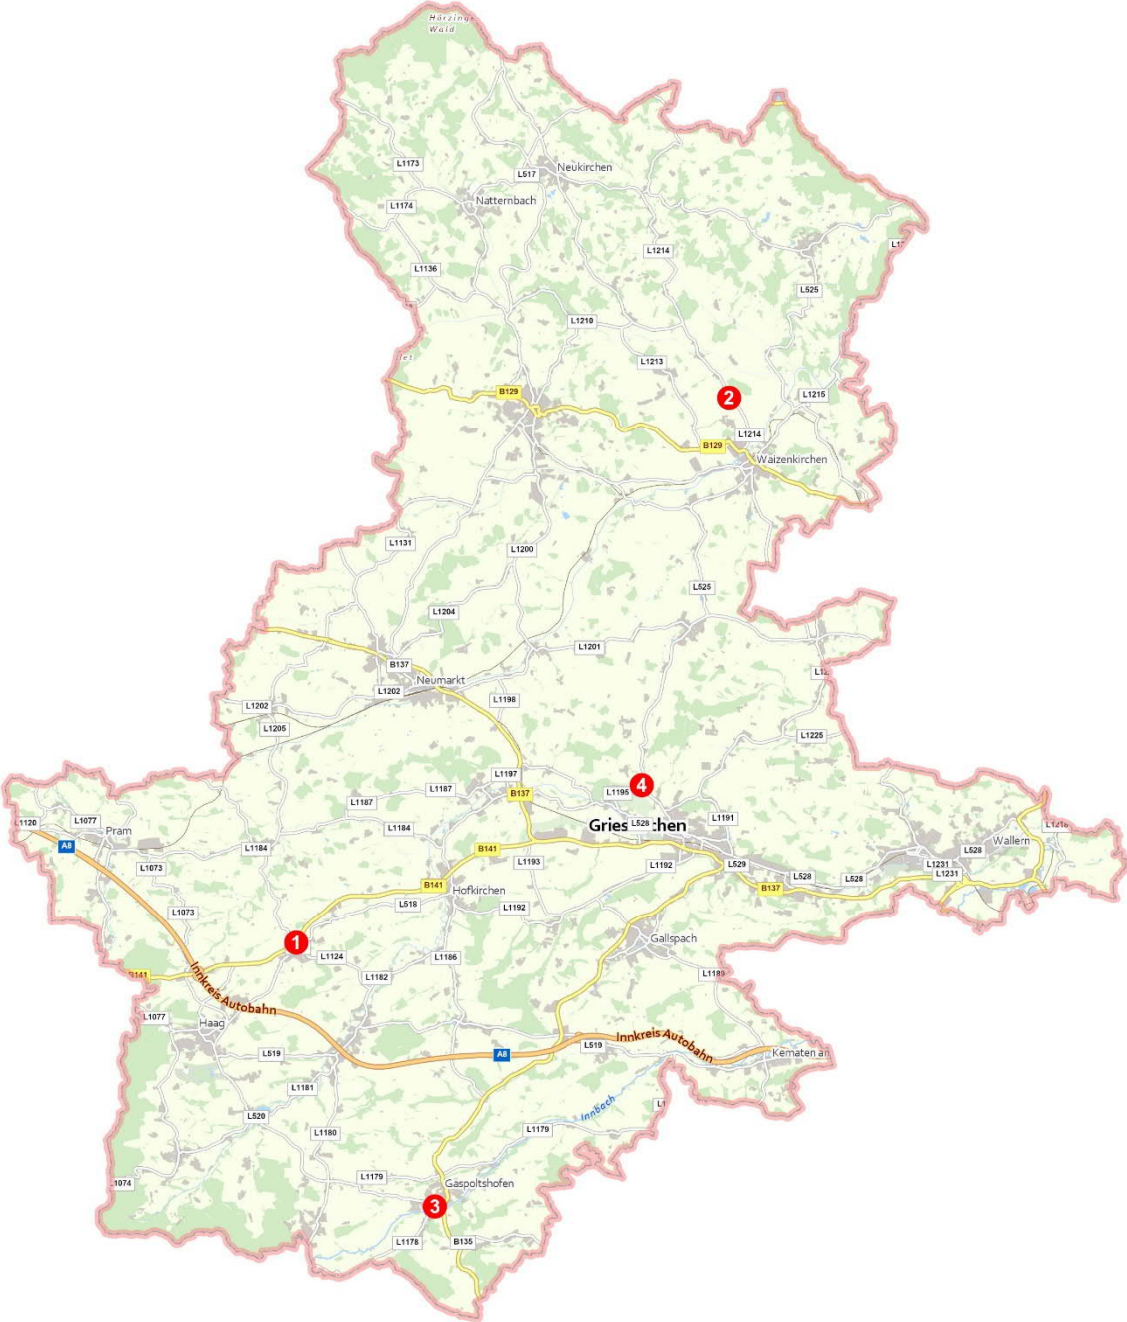 Hörzing
Wald
Neukirchen
L1173
L517
Natternbach
L1174
L1214
L1136
L525
L1210
L1213
B129
2
L1215
L1214
B129
Waizenkirchen
L1131
L1200
L525
L1204
L1201
B137
Neumarkt
L1202
L1198
L1202
L1205
L1225
L1197
4
L1187
L1195
B137
L1187
L1191
L1120
L1077
L528
Pram
L1184
Wallern
A8
L1184
B141
L1193
L528
L1231
L1192
L529
L1073
L1231
L528
L528
B141
B137
Hofkirchen
L518
L1192
L1073
1
Gallspach
L1124
L1186
B141
L1182
Innkreis Autobahn
L1077
Haag
Innkreis Autobahn
L519
Kematen an
L519
A8
L1181
Innbach
L520
L1179
L1180
L1179
Gaspoltshofen
3
L1178
B135